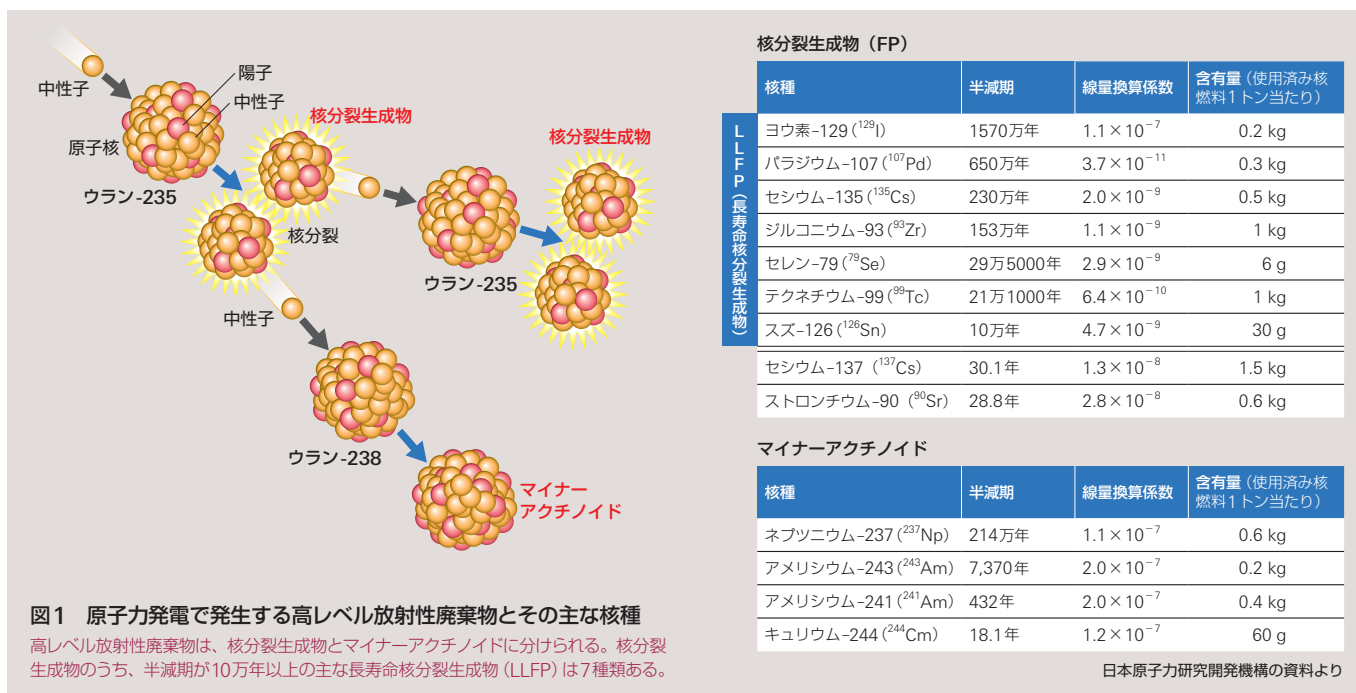 中性子
陽子
中性子
原子核
ウラン-235
核分裂生成物
核分裂生成物
核分裂
ウラン-235
中性子
ウラン-238
マイナー
アクチノイド
図1 原子力発電で発生する高レベル放射性廃棄物とその主な核種
高レベル放射性廃棄物は、核分裂生成物とマイナーアクチノイドに分けられる。核分裂
生成物のうち、半減期が10万年以上の主な長寿命核分裂生成物(LLFP)は7種類ある。
核分裂生成物(FP)
核種 半減期 線量換算係数 含有量(使用済み核
燃料1トン当たり)
LLFP(長寿命核分裂生成物)
ヨウ素-129(¹²⁹I) 1570万年 1.1×10⁻⁷ 0.2 kg
パラジウム-107(¹⁰⁷Pd) 650万年 3.7×10⁻¹¹ 0.3 kg
セシウム-135(¹³⁵Cs) 230万年 2.0×10⁻⁹ 0.5 kg
ジルコニウム-93(⁹³Zr) 153万年 1.1×10⁻⁹ 1 kg
セレン-79(⁷⁹Se) 29万5000年 2.9×10⁻⁹ 6 g
テクネチウム-99(⁹⁹Tc) 21万1000年 6.4×10⁻¹⁰ 1 kg
スズ-126(¹²⁶Sn) 10万年 4.7×10⁻⁹ 30 g
セシウム-137(¹³⁷Cs) 30.1年 1.3×10⁻⁸ 1.5 kg
ストロンチウム-90(⁹⁰Sr) 28.8年 2.8×10⁻⁸ 0.6 kg
マイナーアクチノイド
核種 半減期 線量換算係数 含有量(使用済み核
燃料1トン当たり)
ネプツニウム-237(²³⁷Np) 214万年 1.1×10⁻⁷ 0.6 kg
アメリシウム-243(²⁴³Am) 7,370年 2.0×10⁻⁷ 0.2 kg
アメリシウム-241(²⁴¹Am) 432年 2.0×10⁻⁷ 0.4 kg
キュリウム-244(²⁴⁴Cm) 18.1年 1.2×10⁻⁷ 60 g
日本原子力研究開発機構の資料より